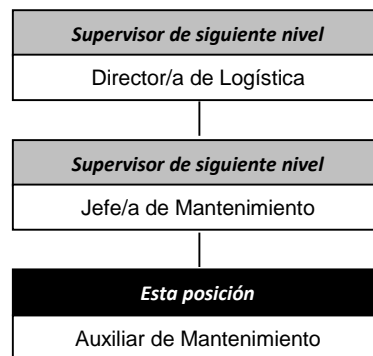 Supervisor de siguiente nivel
Director/a de Logística
Supervisor de siguiente nivel
Jefe/a de Mantenimiento
Esta posición
Auxiliar de Mantenimiento